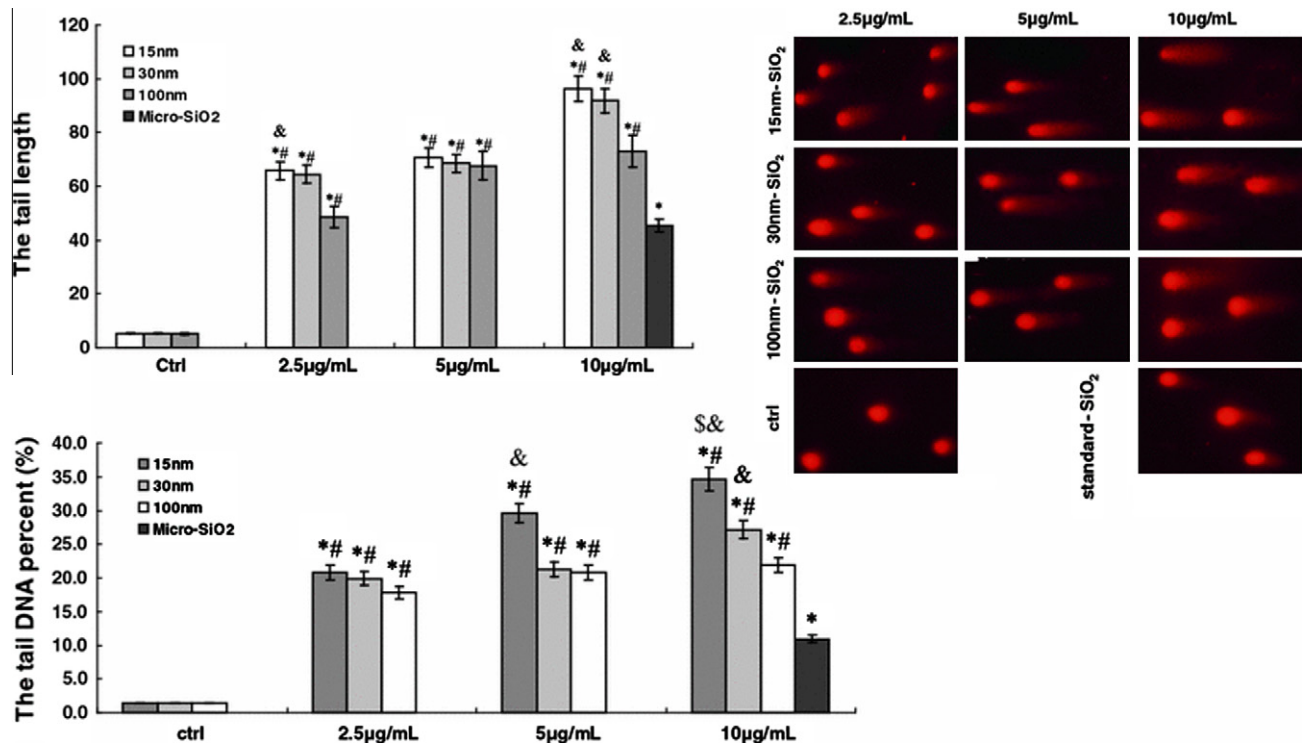 120
100
80
60
40
20
0
The tail length
15nm
30nm
100nm
Micro-SiO2
&
*#
*#
*#
*#
*#
*#
&
*#
&
*#
*#
*
Ctrl
2.5µg/mL
5µg/mL
10µg/mL
2.5µg/mL
5µg/mL
10µg/mL
15nm-SiO₂
30nm-SiO₂
100nm-SiO₂
ctrl
standard-SiO₂
40.0
35.0
30.0
25.0
20.0
15.0
10.0
5.0
0.0
The tail DNA percent (%)
15nm
30nm
100nm
Micro-SiO2
*#
*#
*#
&
*#
*#
*#
$&
*#
&
*#
*#
*
ctrl
2.5µg/mL
5µg/mL
10µg/mL